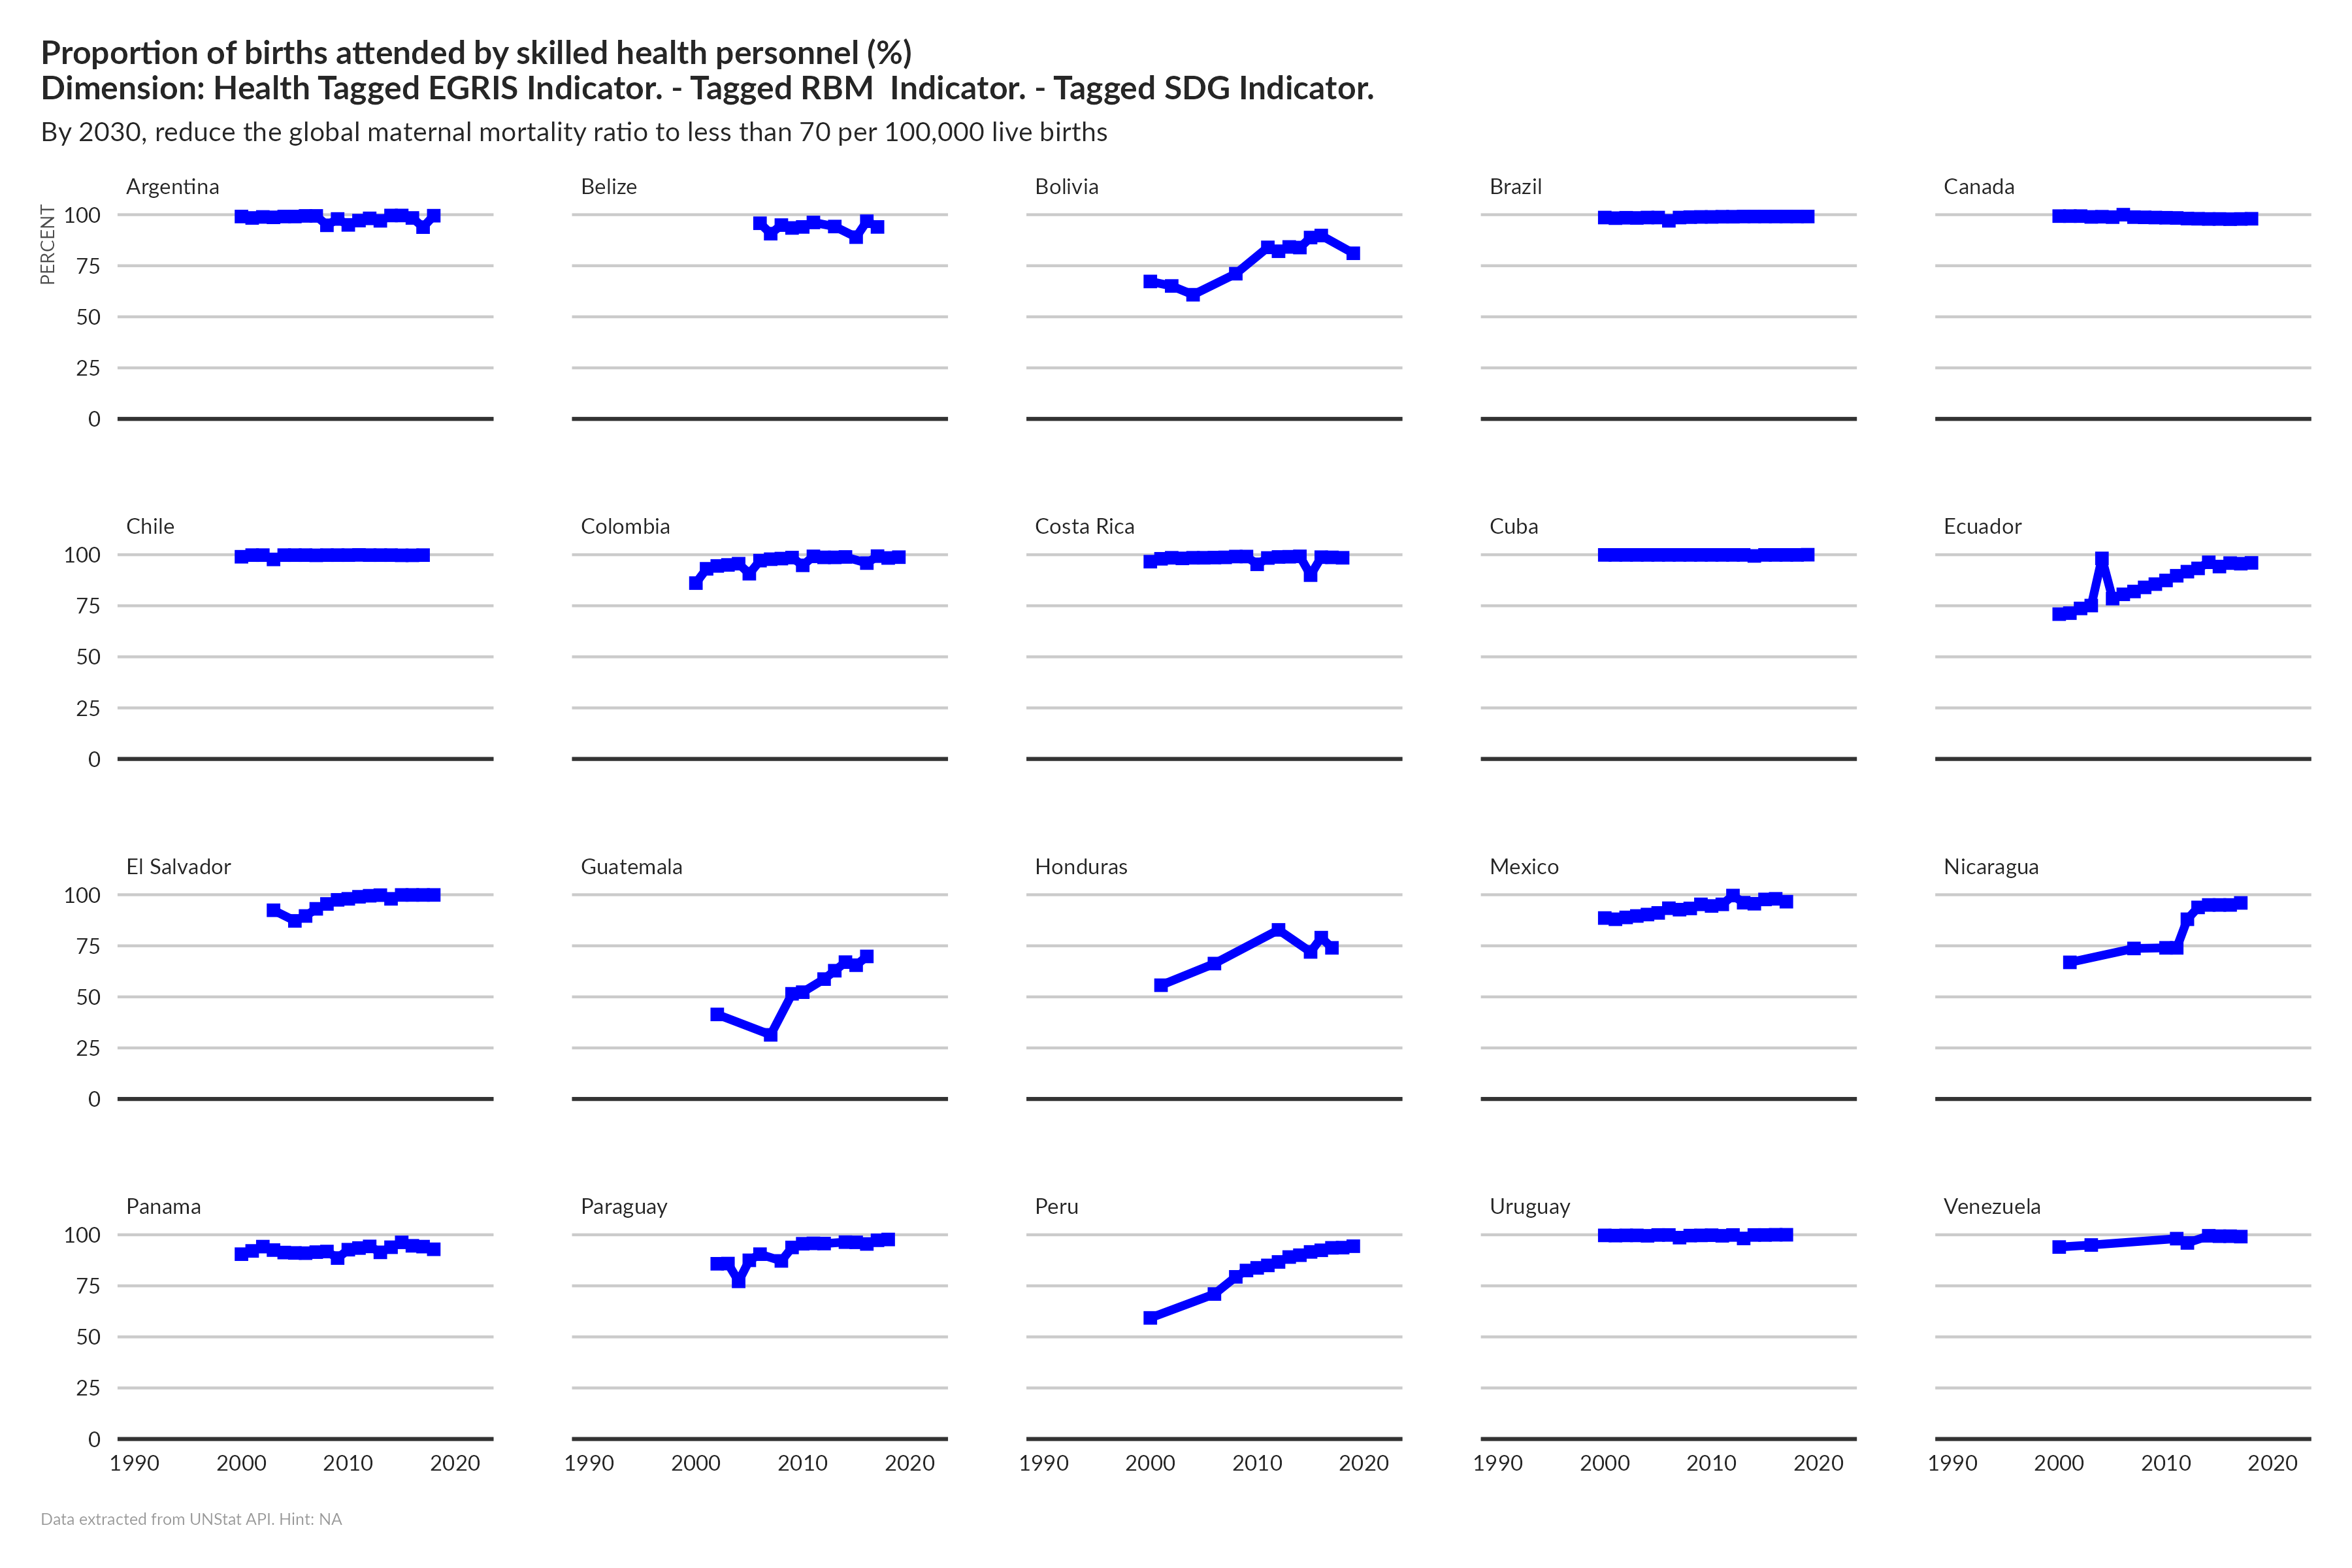 Proportion of births attended by skilled health personnel (%)
Dimension: Health Tagged EGRIS Indicator. - Tagged RBM  Indicator. - Tagged SDG Indicator.
By 2030, reduce the global maternal mortality ratio to less than 70 per 100,000 live births
Argentina Belize Bolivia Brazil Canada
PERCENT
100
75
50
25
0
Chile Colombia Costa Rica Cuba Ecuador
100
75
50
25
0
El Salvador Guatemala Honduras Mexico Nicaragua
100
75
50
25
0
Panama Paraguay Peru Uruguay Venezuela
100
75
50
25
0
1990 2000 2010 2020 1990 2000 2010 2020 1990 2000 2010 2020 1990 2000 2010 2020 1990 2000 2010 2020
Data extracted from UNStat API. Hint: NA